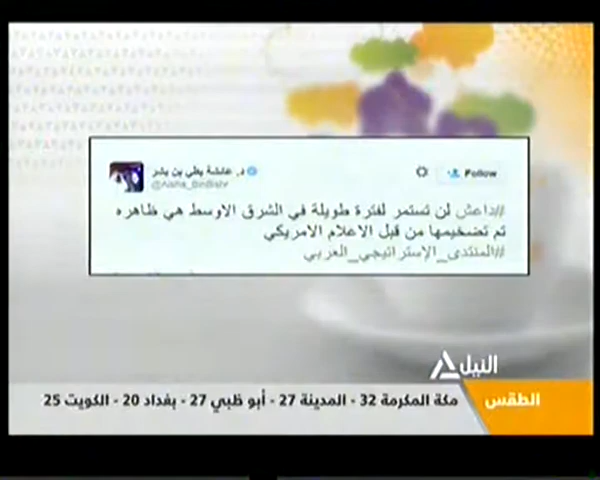 د. عائشة بطي بن بشر
@Aisha_BinBishr
Follow
#داعش لن تستمر لفترة طويلة في الشرق الاوسط هي ظاهره
تم تضخيمها من قبل الاعلام الامريكي
#المنتدى_الإستراتيجي_العربي
النيل
الطقس
مكة المكرمة 32 - المدينة 27 - أبو ظبي 27 - بغداد 20 - الكويت 25